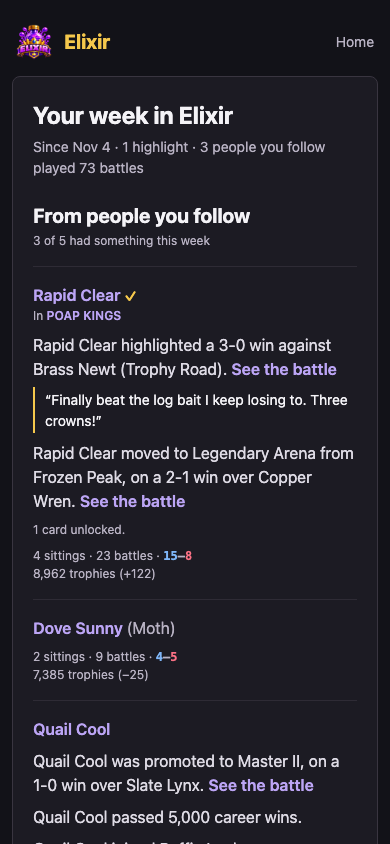 ELIXIR
Elixir
Home
Your week in Elixir
Since Nov 4 · 1 highlight · 3 people you follow
played 73 battles
From people you follow
3 of 5 had something this week
Rapid Clear ✓
In POAP KINGS
Rapid Clear highlighted a 3-0 win against
Brass Newt (Trophy Road). See the battle
“Finally beat the log bait I keep losing to. Three
crowns!”
Rapid Clear moved to Legendary Arena from
Frozen Peak, on a 2-1 win over Copper
Wren. See the battle
1 card unlocked.
4 sittings · 23 battles · 15–8
8,962 trophies (+122)
Dove Sunny (Moth)
2 sittings · 9 battles · 4–5
7,385 trophies (−25)
Quail Cool
Quail Cool was promoted to Master II, on a
1-0 win over Slate Lynx. See the battle
Quail Cool passed 5,000 career wins.